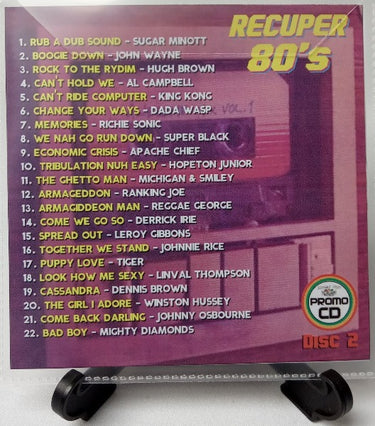 RECUPER
80's
1. RUB A DUB SOUND – SUGAR MINOTT
2. BOOGIE DOWN – JOHN WAYNE
3. ROCK TO THE RYDIM – HUGH BROWN
4. CAN'T HOLD WE – AL CAMPBELL
5. CAN'T RIDE COMPUTER – KING KONG
6. CHANGE YOUR WAYS – DADA WASP
7. MEMORIES – RICHIE SONIC
8. WE NAH GO RUN DOWN – SUPER BLACK
9. ECONOMIC CRISIS – APACHE CHIEF
10. TRIBULATION NUH EASY – HOPETON JUNIOR
11. THE GHETTO MAN – MICHIGAN & SMILEY
12. ARMAGEDDON – RANKING JOE
13. ARMAGIDDEON MAN – REGGAE GEORGE
14. COME WE GO SO – DERRICK IRIE
15. SPREAD OUT – LEROY GIBBONS
16. TOGETHER WE STAND – JOHNNIE RICE
17. PUPPY LOVE – TIGER
18. LOOK HOW ME SEXY – LINVAL THOMPSON
19. CASSANDRA – DENNIS BROWN
20. THE GIRL I ADORE – WINSTON HUSSEY
21. COME BACK DARLING – JOHNNY OSBOURNE
22. BAD BOY – MIGHTY DIAMONDS
VOL. 1
PROMO
CD
DISC 2